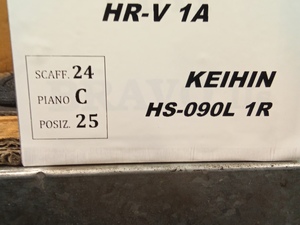 HR-V 1A
SCAFF. 24
PIANO C
POSIZ. 25
KEIHIN
HS-090L 1R